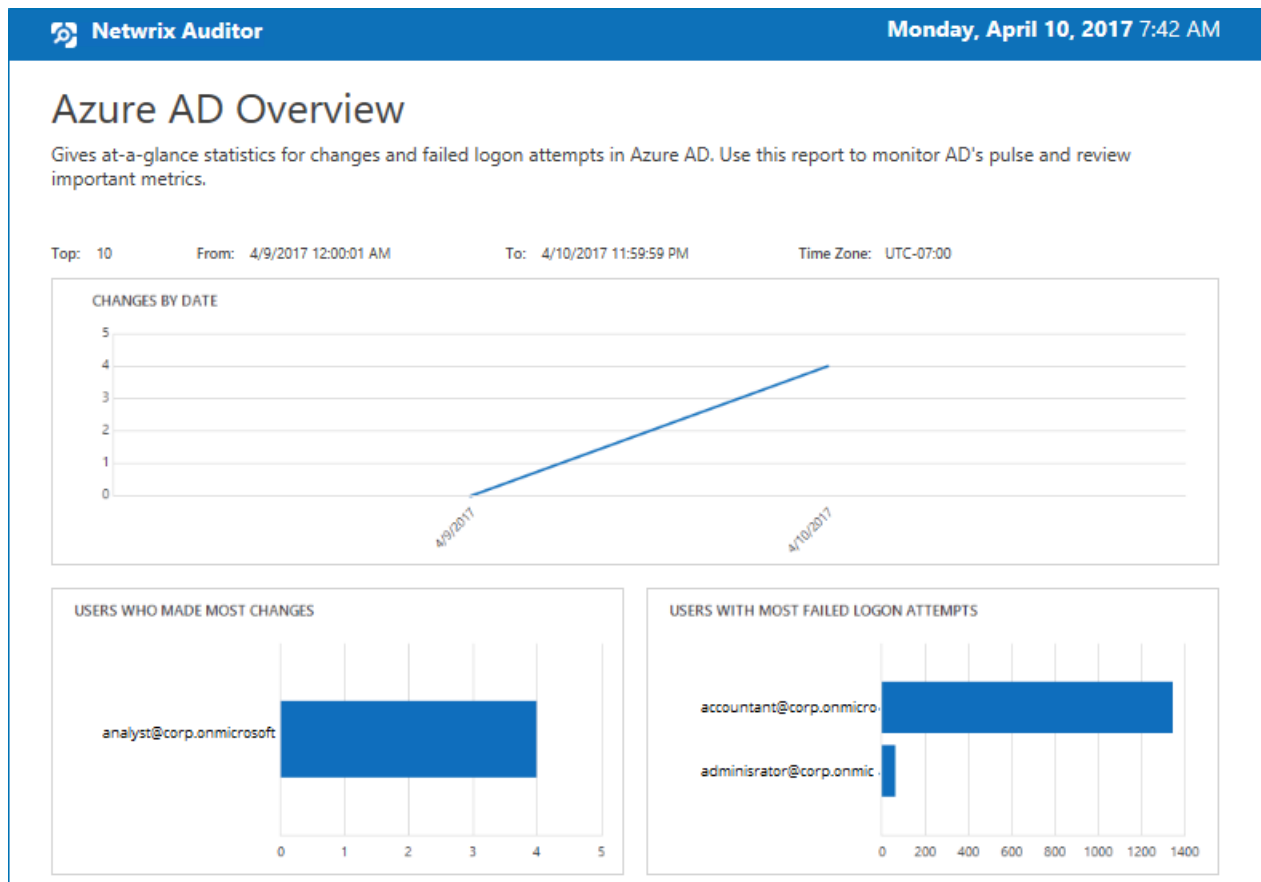 Netwrix Auditor
Monday, April 10, 2017 7:42 AM
Azure AD Overview
Gives at-a-glance statistics for changes and failed logon attempts in Azure AD. Use this report to monitor AD's pulse and review
important metrics.
Top: 10 From: 4/9/2017 12:00:01 AM To: 4/10/2017 11:59:59 PM Time Zone: UTC-07:00
CHANGES BY DATE
5
4
3
2
1
0
4/9/2017
4/10/2017
USERS WHO MADE MOST CHANGES
analyst@corp.onmicrosoft
0 1 2 3 4 5
USERS WITH MOST FAILED LOGON ATTEMPTS
accountant@corp.onmicro
adminisrator@corp.onmic
0 200 400 600 800 1000 1200 1400